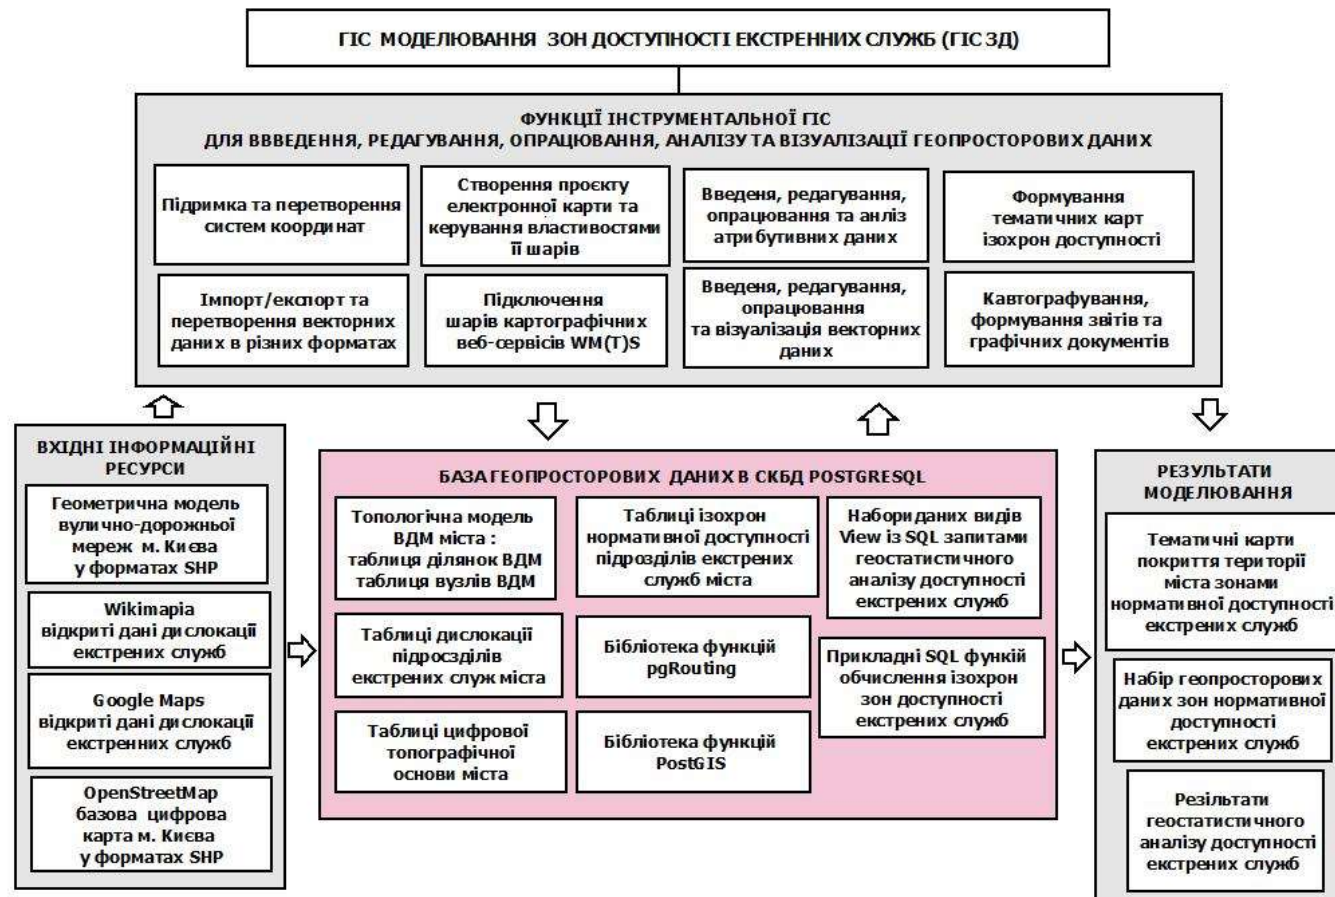 ГІС МОДЕЛЮВАННЯ ЗОН ДОСТУПНОСТІ ЕКСТРЕННИХ СЛУЖБ (ГІС ЗД)
ФУНКЦІЇ ІНСТРУМЕНТАЛЬНОЇ ГІС
ДЛЯ ВВВЕДЕННЯ, РЕДАГУВАННЯ, ОПРАЦЮВАННЯ, АНАЛІЗУ ТА ВІЗУАЛІЗАЦІЇ ГЕОПРОСТОРОВИХ ДАНИХ
Підримка та перетворення
систем координат
Створення проєкту
електронної карти та
керування властивостями
її шарів
Введеня, редагування,
опрацювання та анліз
атрибутивних даних
Формування
тематичних карт
ізохрон доступності
Імпорт/експорт та
перетворення векторних
даних в різних форматах
Підключення
шарів картографічних
веб-сервісів WM(T)S
Введеня, редагування,
опрацювання
та візуалізація векторних
даних
Кавтографування,
формування звітів та
графічних документів
ВХІДНІ ІНФОРМАЦІЙНІ
РЕСУРСИ
Геометрична модель
вулично-дорожньої
мереж м. Києва
у форматах SHP
Wikimapia
відкриті дані дислокації
екстрених служб
Google Maps
відкриті дані дислокації
екстренних служб
OpenStreetMap
базова цифрова
карта м. Києва
у форматах SHP
БАЗА ГЕОПРОСТОРОВИХ ДАНИХ В СКБД POSTGRESQL
Топологічна модель
ВДМ міста :
таблиця ділянок ВДМ
таблиця вузлів ВДМ
Таблиці ізохрон
нормативної доступності
підрозділів екстрених
служб міста
Набори даних видів
View із SQL запитами
геостатистичного
аналізу доступності
екстрених служб
Таблиці дислокації
підросзділів
екстрених служ міста
Бібліотека функцій
pgRouting
Прикладні SQL функій
обчислення ізохрон
зон доступності
екстрених служб
Таблиці цифрової
топографічної
основи міста
Бібліотека функцій
PostGIS
РЕЗУЛЬТАТИ
МОДЕЛЮВАННЯ
Тематичні карти
покриття території
міста зонами
нормативної доступності
екстрених служб
Набір геопросторових
даних зон нормативної
доступності
екстрених служб
Резільтати
геостатистичного
аналізу доступності
екстрених служб